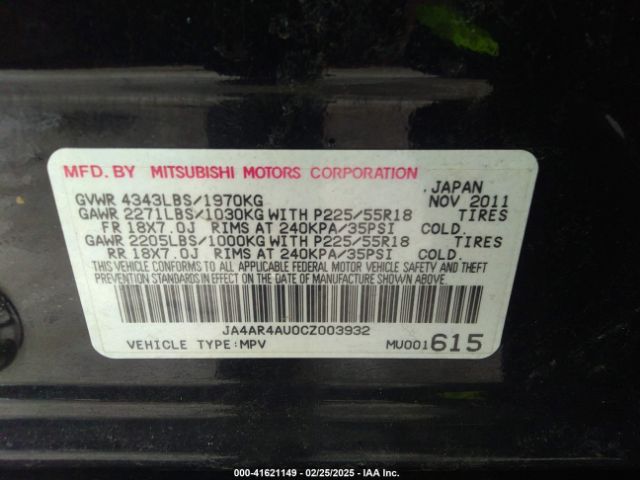 MFD. BY MITSUBISHI MOTORS CORPORATION
JAPAN
GVWR 4343LBS/1970KG NOV 2011
GAWR 2271LBS/1030KG WITH P225/55R18 TIRES
FR 18X7.0J RIMS AT 240KPA/35PSI COLD.
GAWR 2205LBS/1000KG WITH P225/55R18 TIRES
RR 18X7.0J RIMS AT 240KPA/35PSI COLD.
THIS VEHICLE CONFORMS TO ALL APPLICABLE FEDERAL MOTOR VEHICLE SAFETY AND THEFT
PREVENTION STANDARDS IN EFFECT ON THE DATE OF MANUFACTURE SHOWN ABOVE.
JA4AR4AU0CZ003932
VEHICLE TYPE:MPV MU001615
000-41621149 - 02/25/2025 - IAA Inc.